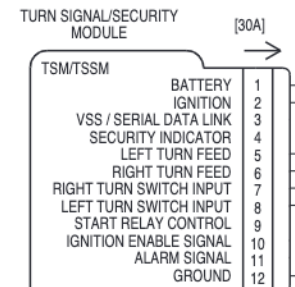 TURN SIGNAL/SECURITY
MODULE
[30A]
TSM/TSSM
BATTERY 1
IGNITION 2
VSS / SERIAL DATA LINK 3
SECURITY INDICATOR 4
LEFT TURN FEED 5
RIGHT TURN FEED 6
RIGHT TURN SWITCH INPUT 7
LEFT TURN SWITCH INPUT 8
START RELAY CONTROL 9
IGNITION ENABLE SIGNAL 10
ALARM SIGNAL 11
GROUND 12